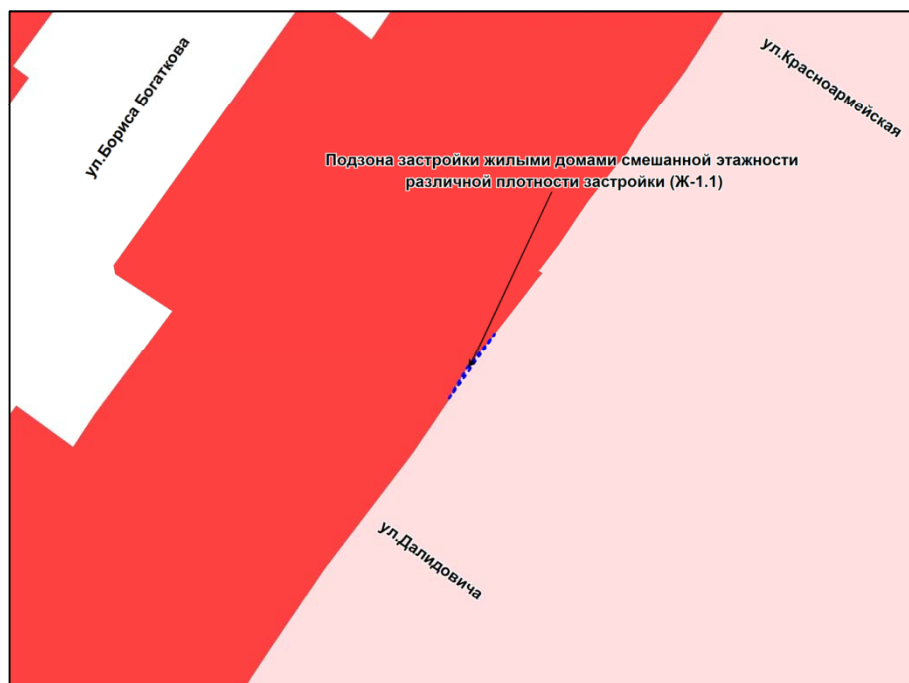 ул.Бориса Богаткова
ул.Красноармейская
Подзона застройки жилыми домами смешанной этажности
различной плотности застройки (Ж-1.1)
ул.Далидовича